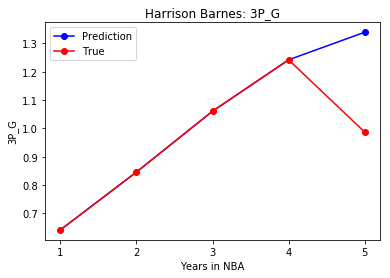 Harrison Barnes: 3P_G
Prediction
True
1.3
1.2
1.1
1.0
0.9
0.8
0.7
3P_G
1
2
3
4
5
Years in NBA